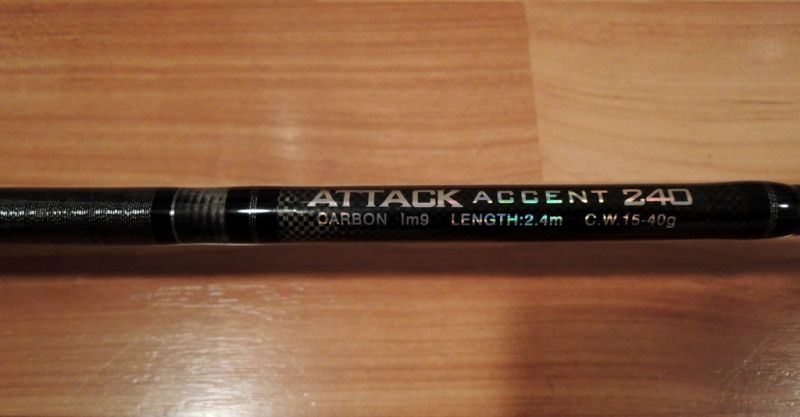 ATTACK ACCENT 240
CARBON Im9 LENGTH:2.4m C.W.15-40g